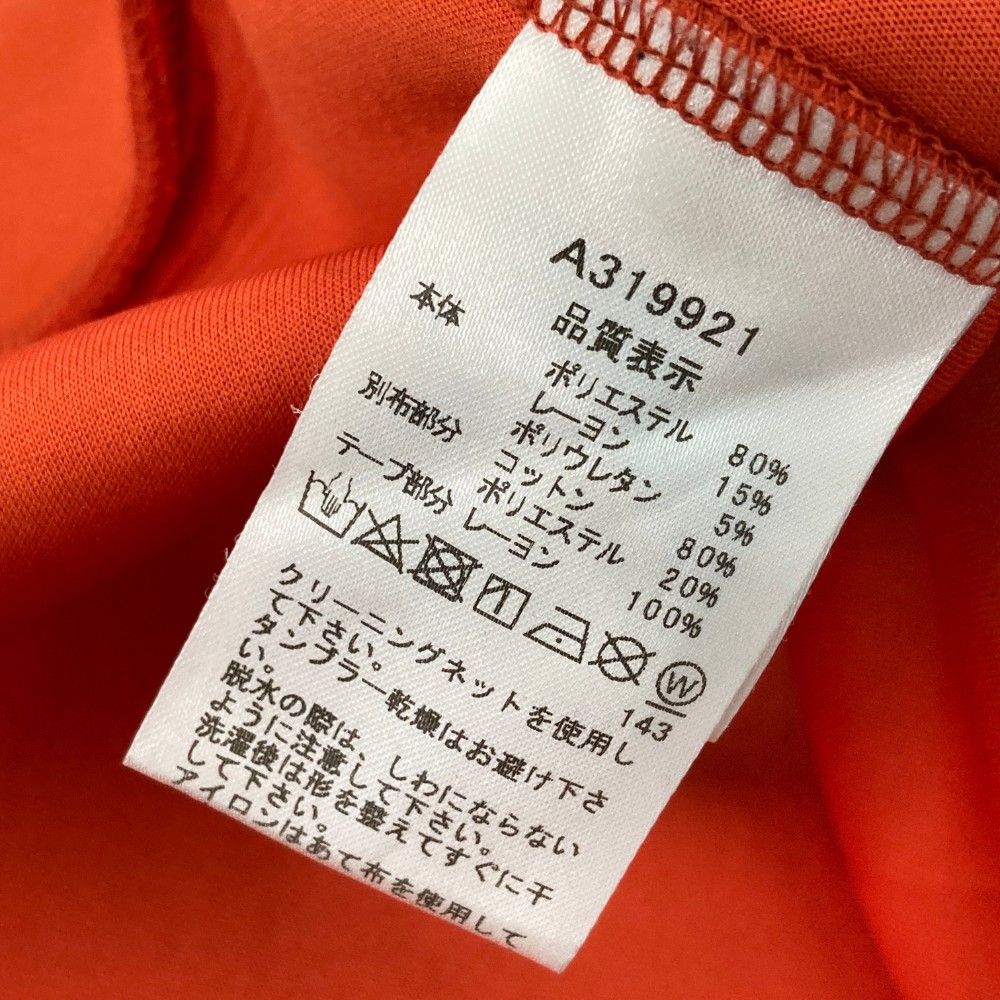 A319921
品質表示
本体 ポリエステル 80%
レーヨン 15%
ポリウレタン 5%
別布部分 コットン 80%
ポリエステル 20%
テープ部分 レーヨン 100%
W
143
クリーニングネットを使用し
て下さい。
タンブラー乾燥はお避け下さ
い。
脱水の際は、しわにならない
ように注意して下さい。
洗濯後は形を整えてすぐに干
して下さい。
アイロンはあて布を使用して